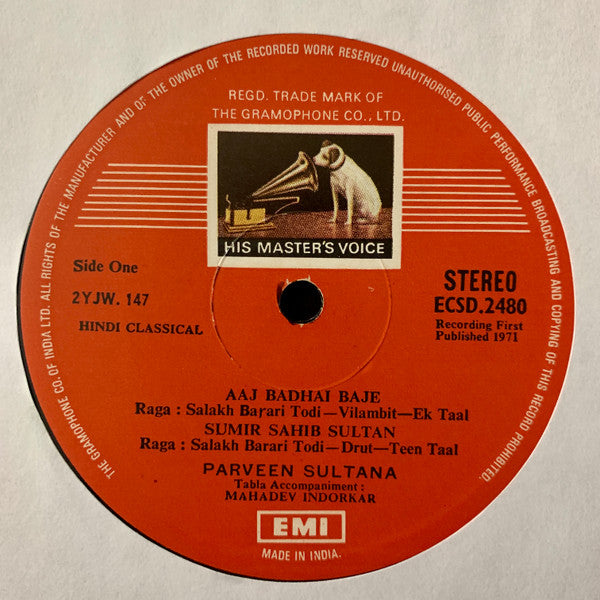 THE GRAMOPHONE CO. OF INDIA LTD. ALL RIGHTS OF THE MANUFACTURER AND OF THE OWNER OF THE RECORDED WORK RESERVED UNAUTHORISED PUBLIC PERFORMANCE BROADCASTING AND COPYING OF THIS RECORD PROHIBITED.
REGD. TRADE MARK OF
THE GRAMOPHONE CO., LTD.
HIS MASTER'S VOICE
Side One
2YJW. 147
HINDI CLASSICAL
STEREO
ECSD.2480
Recording First
Published 1971
AAJ BADHAI BAJE
Raga : Salakh Barari Todi—Vilambit—Ek Taal
SUMIR SAHIB SULTAN
Raga : Salakh Barari Todi—Drut—Teen Taal
PARVEEN SULTANA
Tabla Accompaniment :
MAHADEV INDORKAR
EMI
MADE IN INDIA.